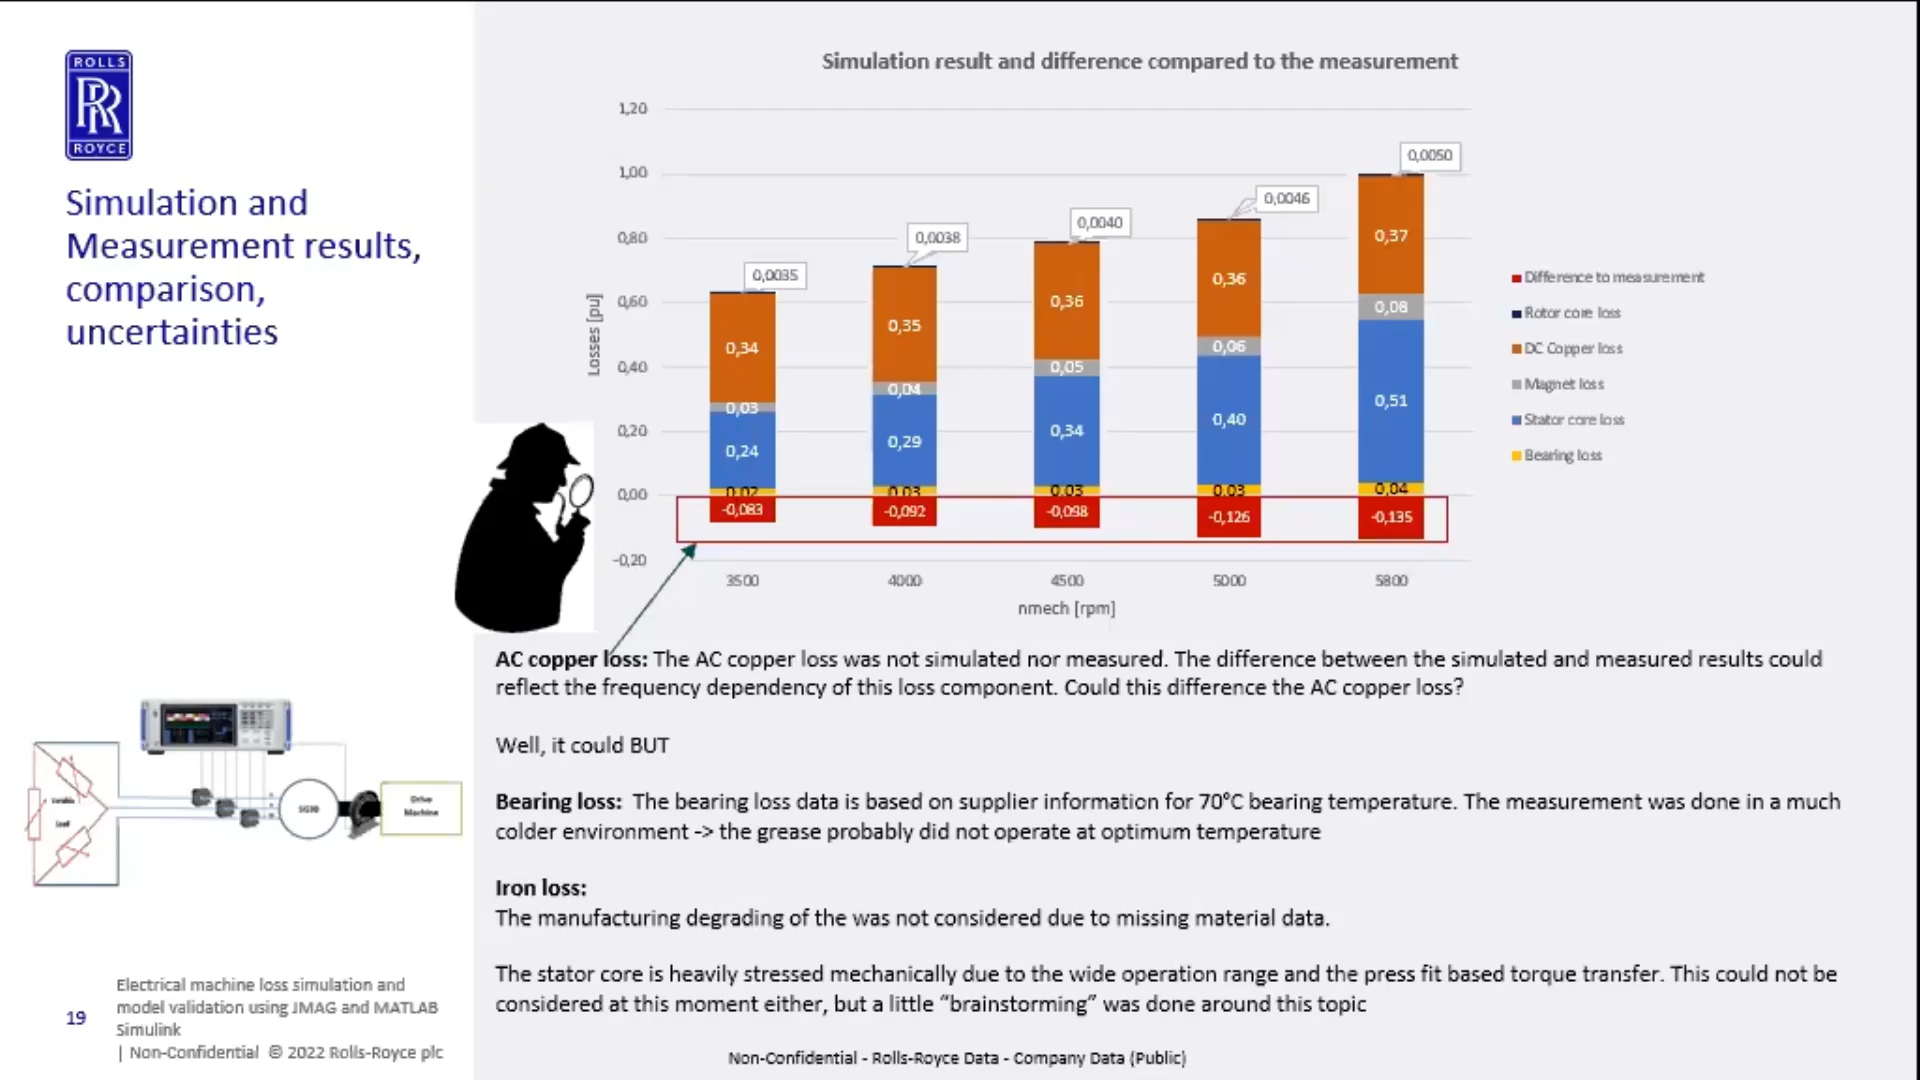 ROLLS
RR
ROYCE
Simulation and
Measurement results,
comparison,
uncertainties
Simulation result and difference compared to the measurement
1,20
1,00
0,80
0,60
0,40
0,20
0,00
-0,20
Losses [pu]
0,0035
0,0038
0,0040
0,0046
0,0050
0,34
0,35
0,36
0,36
0,37
0,03
0,04
0,05
0,06
0,08
0,24
0,29
0,34
0,40
0,51
0,02
0,03
0,03
0,03
0,04
-0,083
-0,092
-0,098
-0,126
-0,135
3500
4000
4500
5000
5800
nmech [rpm]
Difference to measurement
Rotor core loss
DC Copper loss
Magnet loss
Stator core loss
Bearing loss
AC copper loss: The AC copper loss was not simulated nor measured. The difference between the simulated and measured results could
reflect the frequency dependency of this loss component. Could this difference the AC copper loss?
Well, it could BUT
Bearing loss: The bearing loss data is based on supplier information for 70°C bearing temperature. The measurement was done in a much
colder environment -> the grease probably did not operate at optimum temperature
Iron loss:
The manufacturing degrading of the was not considered due to missing material data.
The stator core is heavily stressed mechanically due to the wide operation range and the press fit based torque transfer. This could not be
considered at this moment either, but a little “brainstorming” was done around this topic
Variable
Load
Drive
Machine
19
Electrical machine loss simulation and
model validation using JMAG and MATLAB
Simulink
| Non-Confidential © 2022 Rolls-Royce plc
Non-Confidential - Rolls-Royce Data - Company Data (Public)